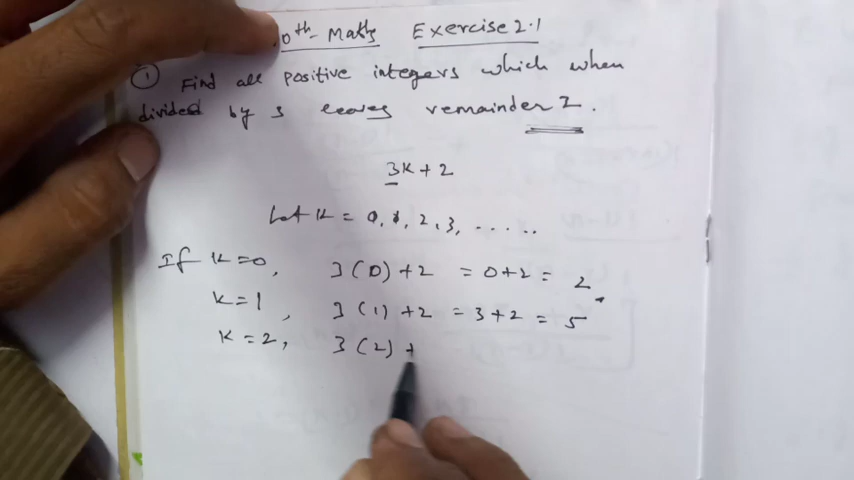 0th- Maths Exercise 2.1
① Find all positive integers which when
divided by 3 leaves remainder 2.
3K+2
Let K = 0, 1, 2, 3, .....
If K=0, 3(0)+2 = 0+2 = 2
K=1, 3(1)+2 = 3+2 = 5
K=2, 3(2)+